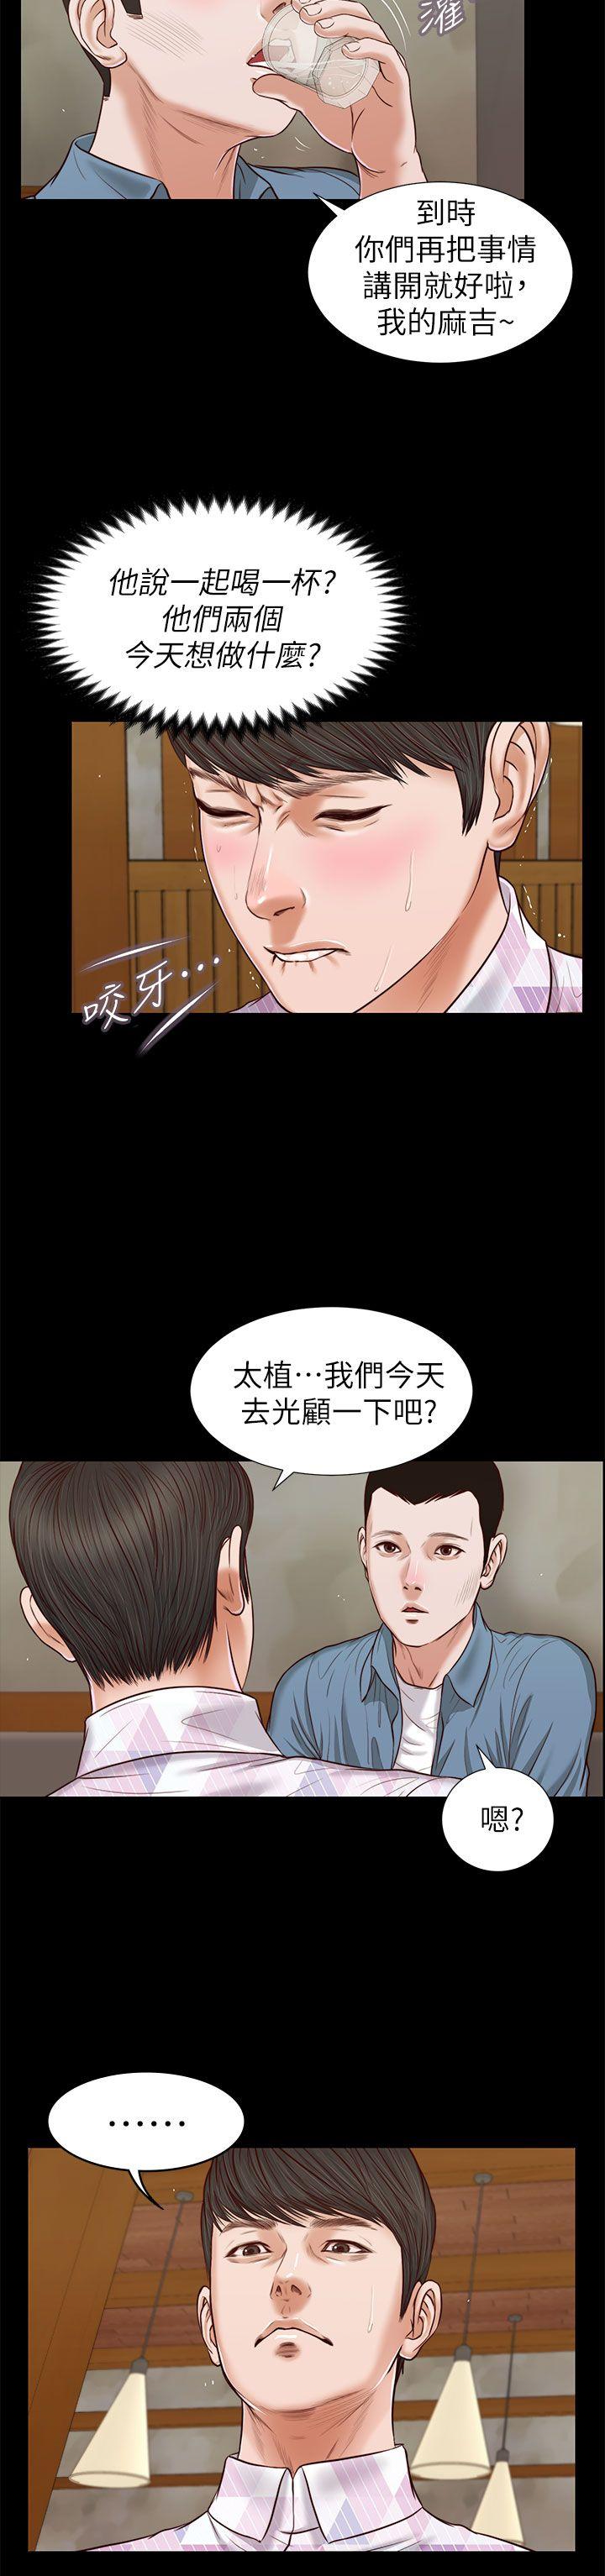 灌
到時
你們再把事情
講開就好啦，
我的麻吉~
他說一起喝一杯?
他們兩個
今天想做什麼?
咬牙…
太植…我們今天
去光顧一下吧?
嗯?
......